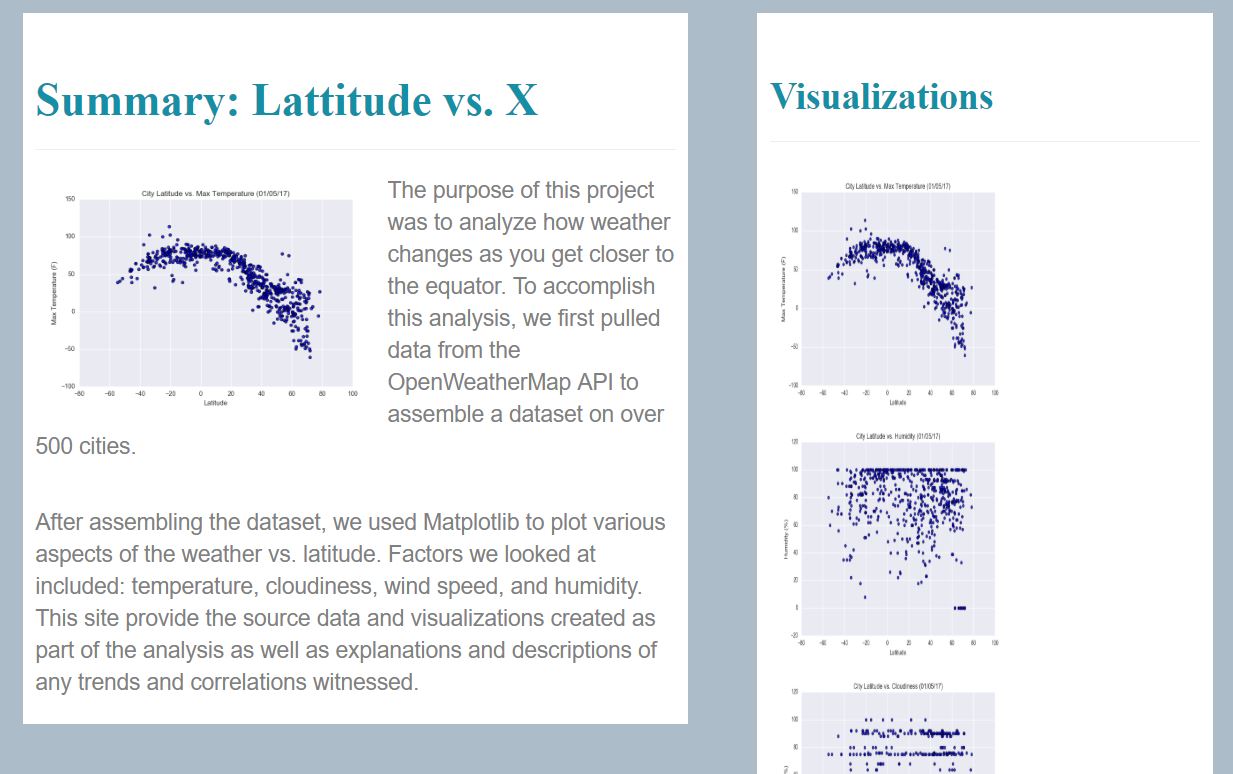 Summary: Lattitude vs. X
City Latitude vs. Max Temperature (01/05/17)
150
100
50
0
−50
−100
Max Temperature (F)
−80 −60 −40 −20 0 20 40 60 80 100
Latitude
The purpose of this project
was to analyze how weather
changes as you get closer to
the equator. To accomplish
this analysis, we first pulled
data from the
OpenWeatherMap API to
assemble a dataset on over
500 cities.
After assembling the dataset, we used Matplotlib to plot various
aspects of the weather vs. latitude. Factors we looked at
included: temperature, cloudiness, wind speed, and humidity.
This site provide the source data and visualizations created as
part of the analysis as well as explanations and descriptions of
any trends and correlations witnessed.
Visualizations
City Latitude vs. Max Temperature (01/05/17)
150
100
50
0
−50
−100
Max Temperature (F)
−80 −60 −40 −20 0 20 40 60 80 100
Latitude
City Latitude vs. Humidity (01/05/17)
120
100
80
60
40
20
0
−20
Humidity (%)
−80 −60 −40 −20 0 20 40 60 80 100
Latitude
City Latitude vs. Cloudiness (01/05/17)
120
100
80
(%)